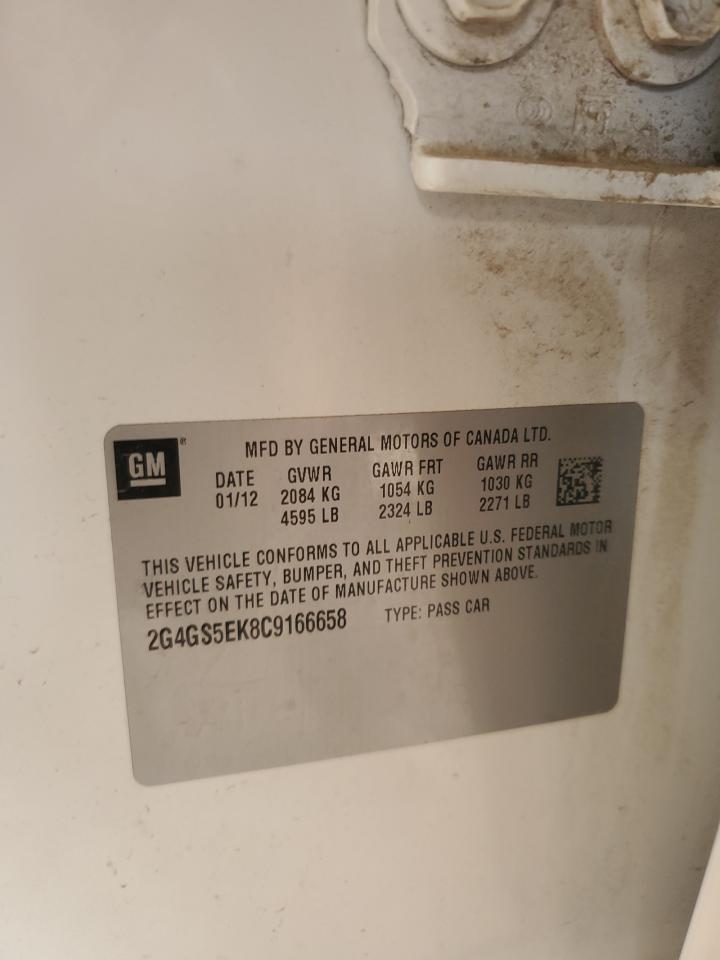 GM ®
MFD BY GENERAL MOTORS OF CANADA LTD.
DATE GVWR GAWR FRT GAWR RR
01/12 2084 KG 1054 KG 1030 KG
4595 LB 2324 LB 2271 LB
THIS VEHICLE CONFORMS TO ALL APPLICABLE U.S. FEDERAL MOTOR
VEHICLE SAFETY, BUMPER, AND THEFT PREVENTION STANDARDS IN
EFFECT ON THE DATE OF MANUFACTURE SHOWN ABOVE.
2G4GS5EK8C9166658 TYPE: PASS CAR